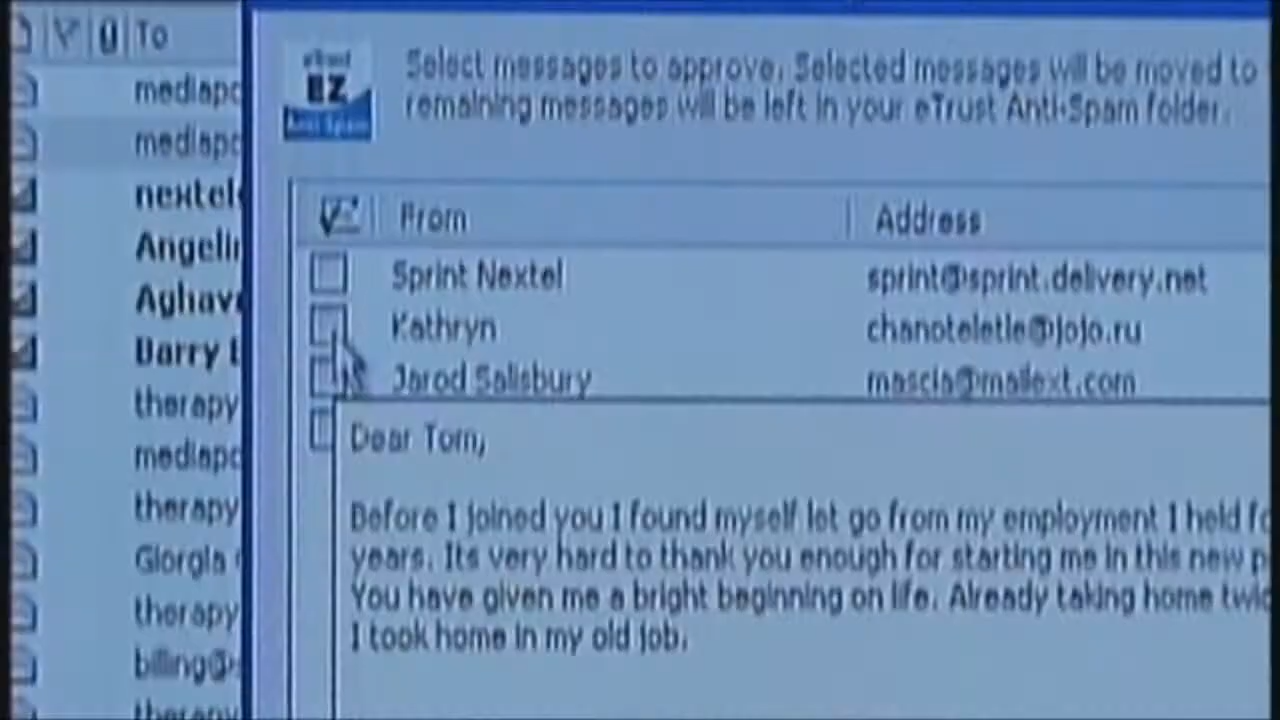 To
Select messages to approve. Selected messages will be moved to
remaining messages will be left in your eTrust Anti-Spam folder.
eTrust
EZ
Anti Spam
From Address
Sprint Nextel sprint@sprint.delivery.net
Kathryn chanoteletle@jojo.ru
Jarod Salisbury mascia@mailext.com
Dear Tom,
Before I joined you I found myself let go from my employment I held
years. Its very hard to thank you enough for starting me in this new
You have given me a bright beginning on life. Already taking home
I took home in my old job.
mediapo
mediapo
nextel
Angelin
Aghav
Barry
therapy
mediapo
therapy
Giorgia
therapy
billing@
therapy